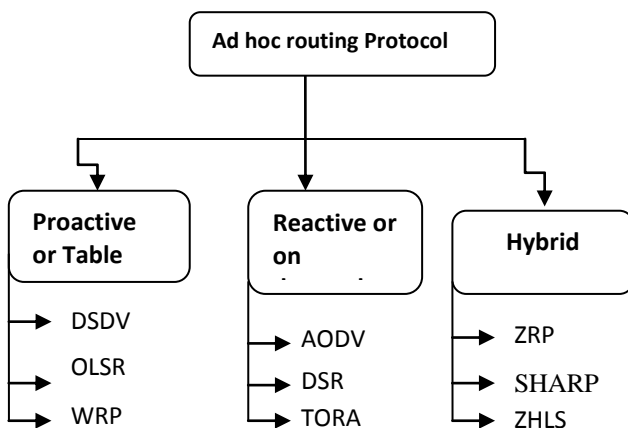 Ad hoc routing Protocol
Proactive
or Table
DSDV
OLSR
WRP
Reactive or
on
AODV
DSR
TORA
Hybrid
ZRP
SHARP
ZHLS